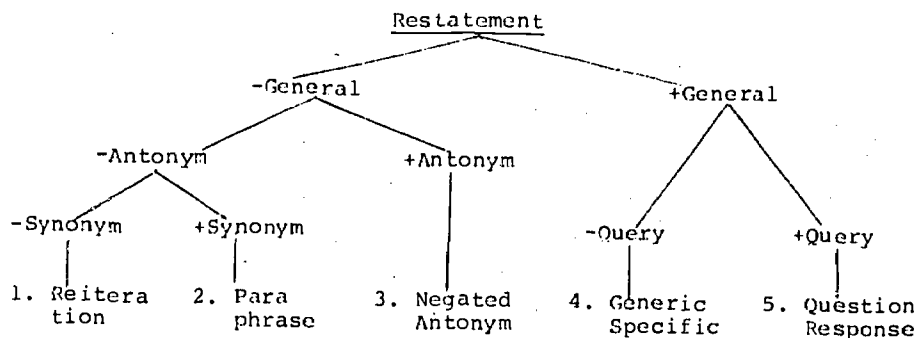 Restatement
-General +General
-Antonym +Antonym
-Synonym +Synonym -Query +Query
1. Reitera 2. Para 3. Negated 4. Generic 5. Question
tion phrase Antonym Specific Response